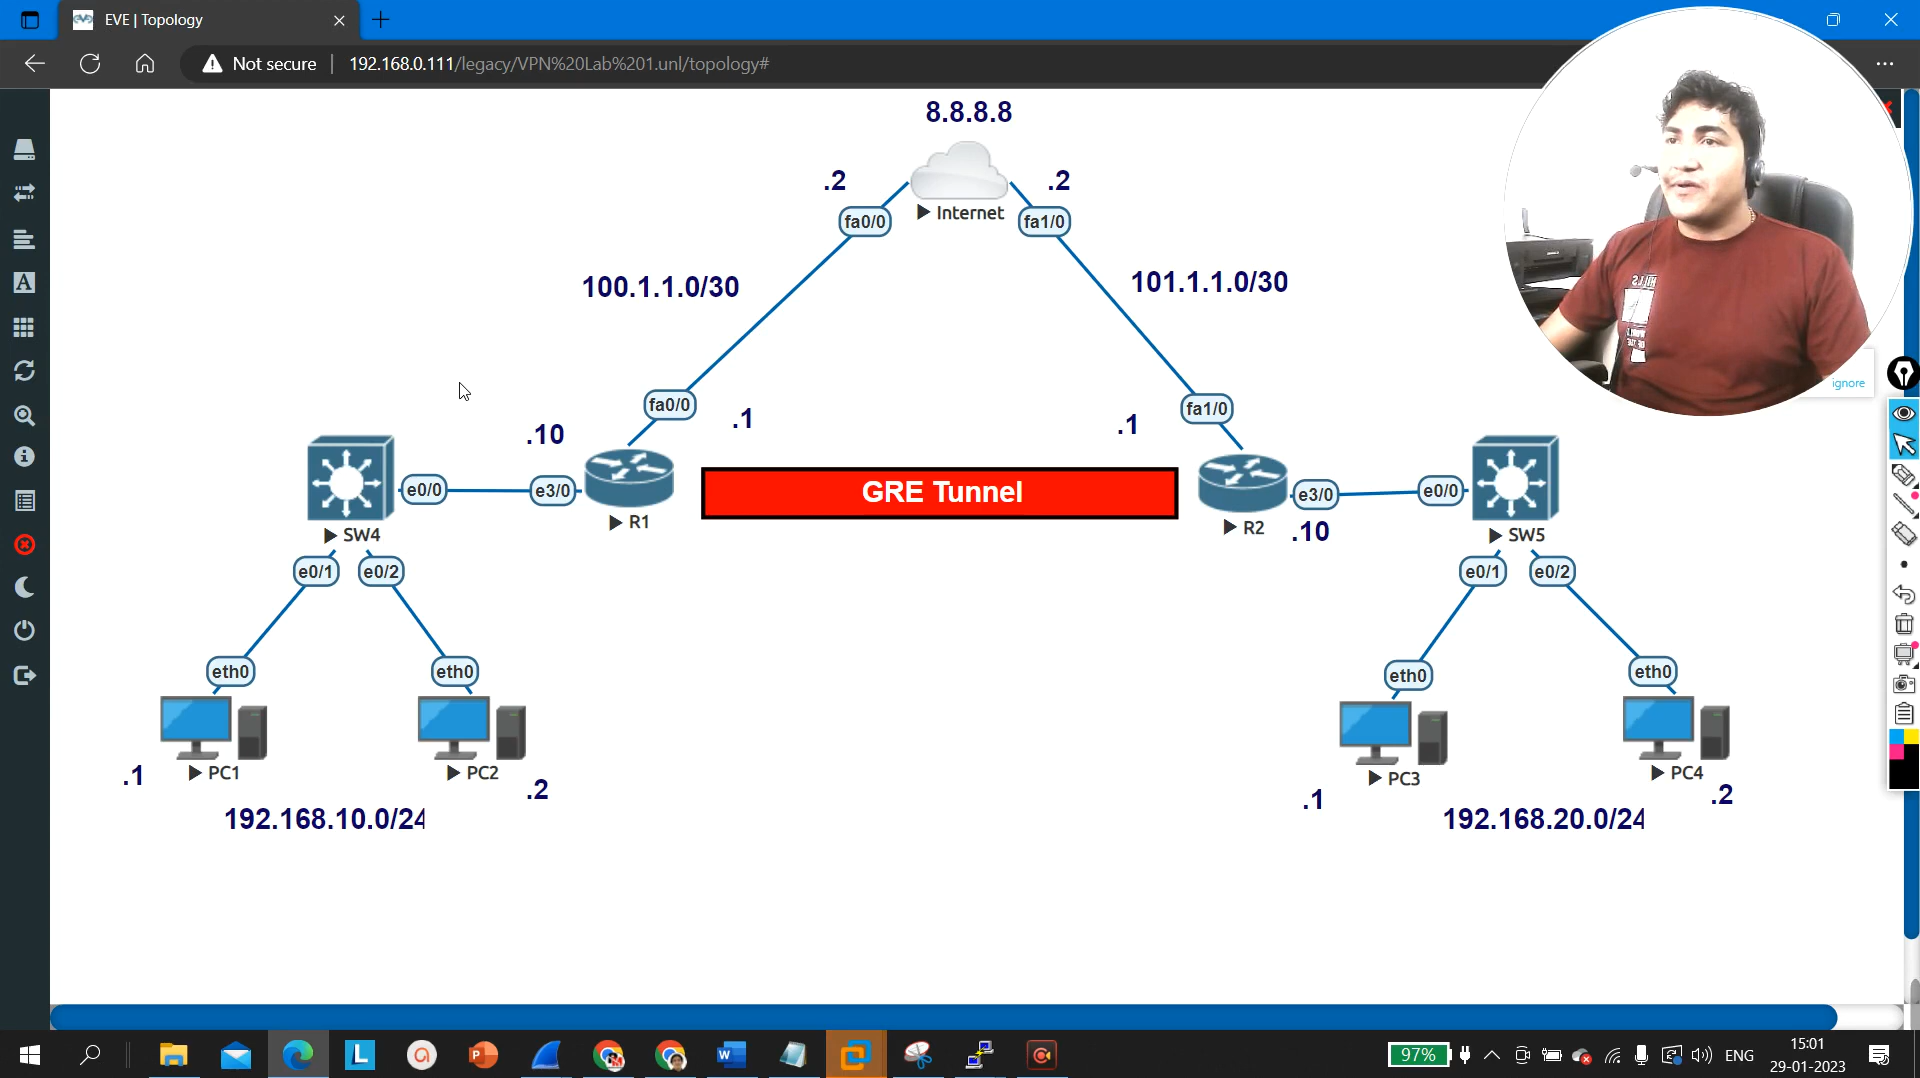 EVE | Topology
Not secure
192.168.0.111/legacy/VPN%20Lab%201.unl/topology#
8.8.8.8
.2
.2
Internet
fa0/0
fa1/0
100.1.1.0/30
101.1.1.0/30
ignore
fa0/0
fa1/0
.1
.1
.10
e0/0
e3/0
GRE Tunnel
e3/0
e0/0
R1
R2
.10
SW4
SW5
e0/1
e0/2
e0/1
e0/2
eth0
eth0
eth0
eth0
PC1
PC2
PC3
PC4
.1
.2
.1
.2
192.168.10.0/24
192.168.20.0/24
97%
ENG
15:01
29-01-2023